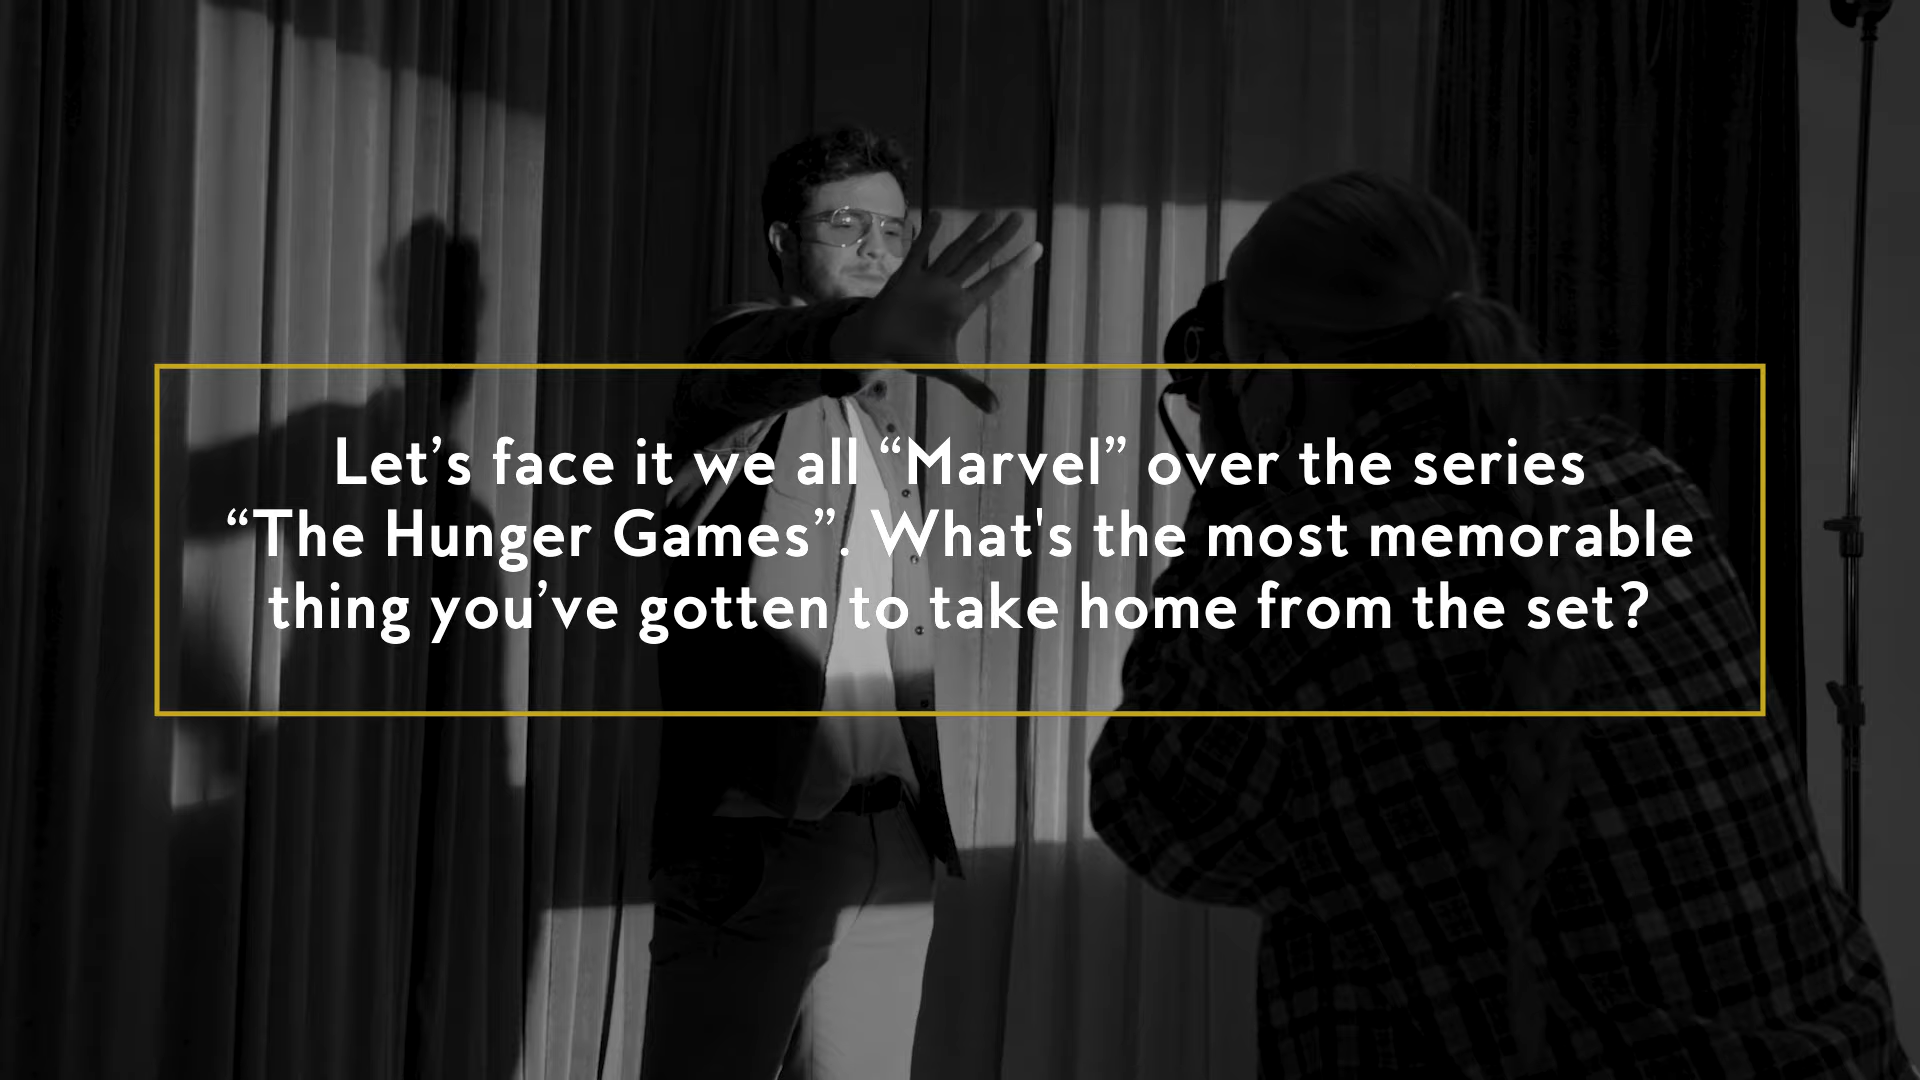 Let’s face it we all “Marvel” over the series
“The Hunger Games”. What's the most memorable
thing you’ve gotten to take home from the set?